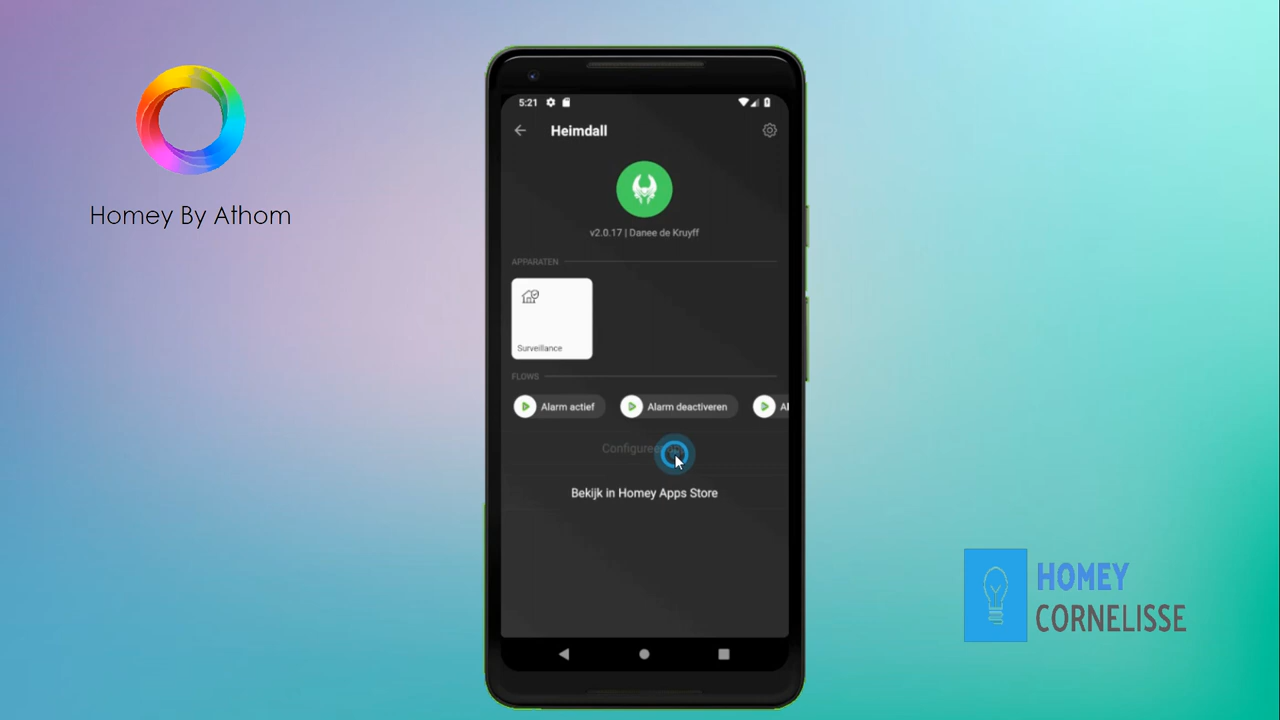 Homey By Athom
5:21
Heimdall
v2.0.17 | Danee de Kruyff
APPARATEN
Surveillance
FLOWS
Alarm actief
Alarm deactiveren
Bekijk in Homey Apps Store
HOMEY
CORNELISSE